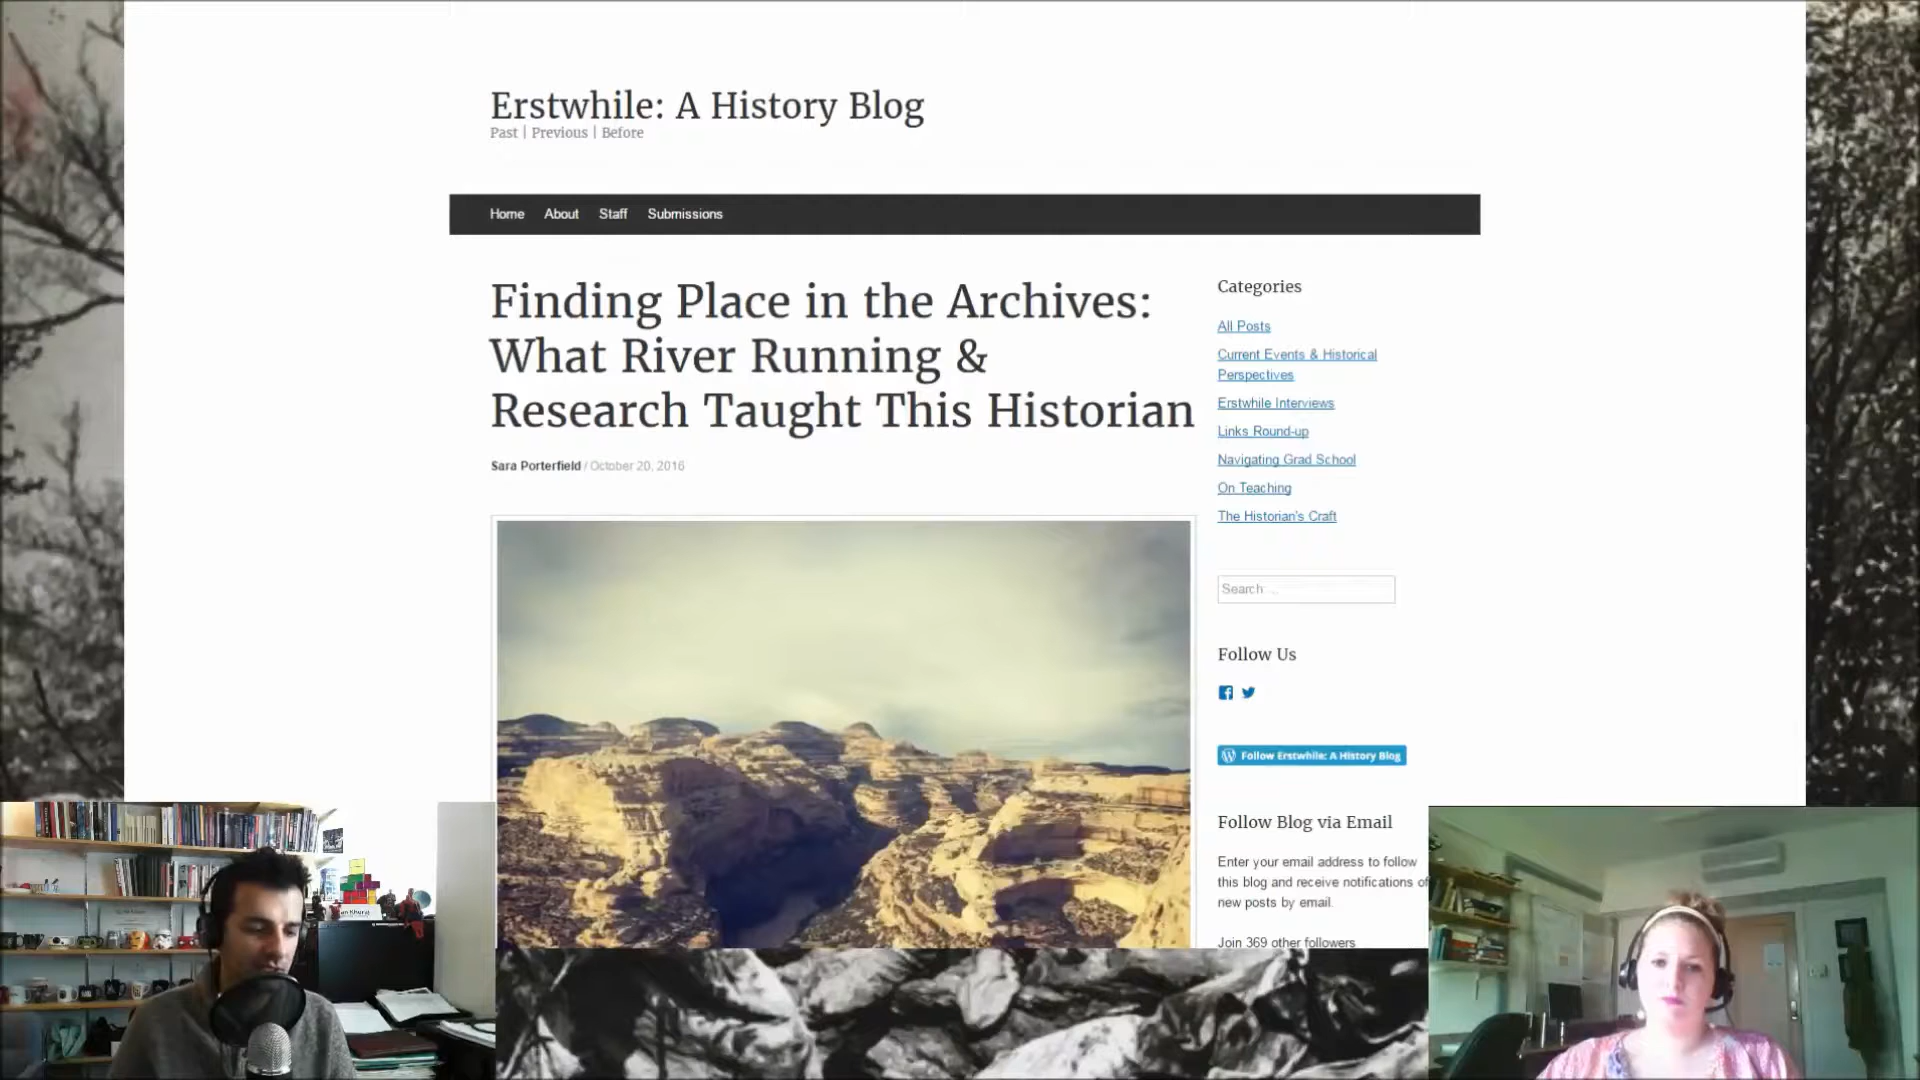 Erstwhile: A History Blog
Past | Previous | Before
Home About Staff Submissions
Finding Place in the Archives:
What River Running &
Research Taught This Historian
Sara Porterfield / October 20, 2016
Categories
All Posts
Current Events & Historical
Perspectives
Erstwhile Interviews
Links Round-up
Navigating Grad School
On Teaching
The Historian's Craft
Search ...
Follow Us
Follow Erstwhile: A History Blog
Follow Blog via Email
Enter your email address to follow
this blog and receive notifications of
new posts by email.
Join 369 other followers